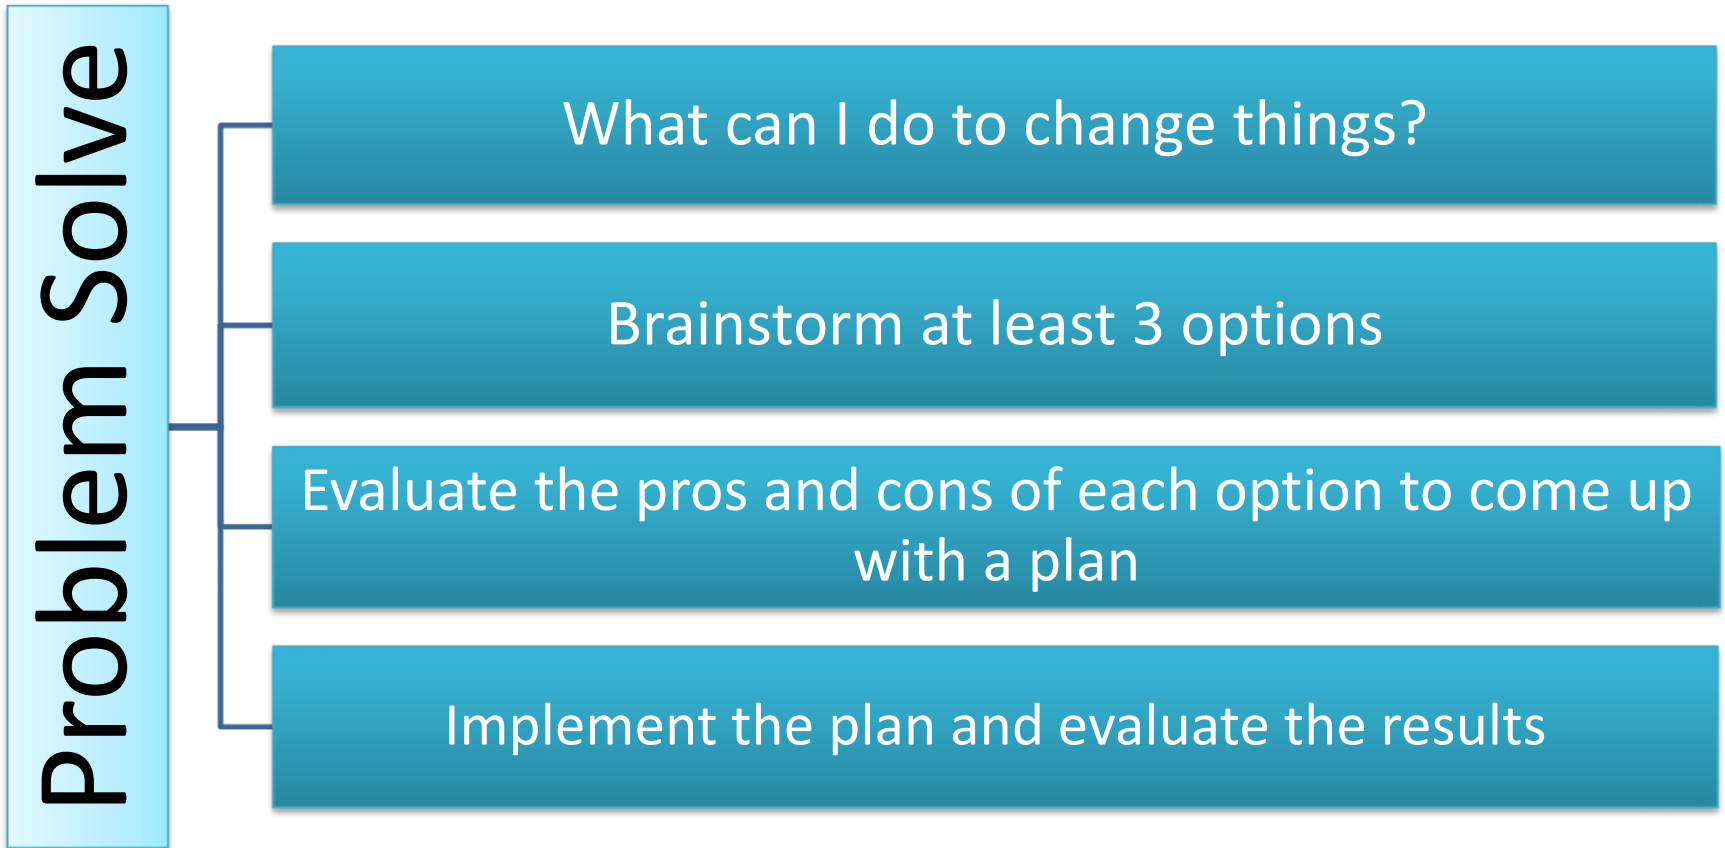 Problem Solve
What can I do to change things?
Brainstorm at least 3 options
Evaluate the pros and cons of each option to come up
with a plan
Implement the plan and evaluate the results